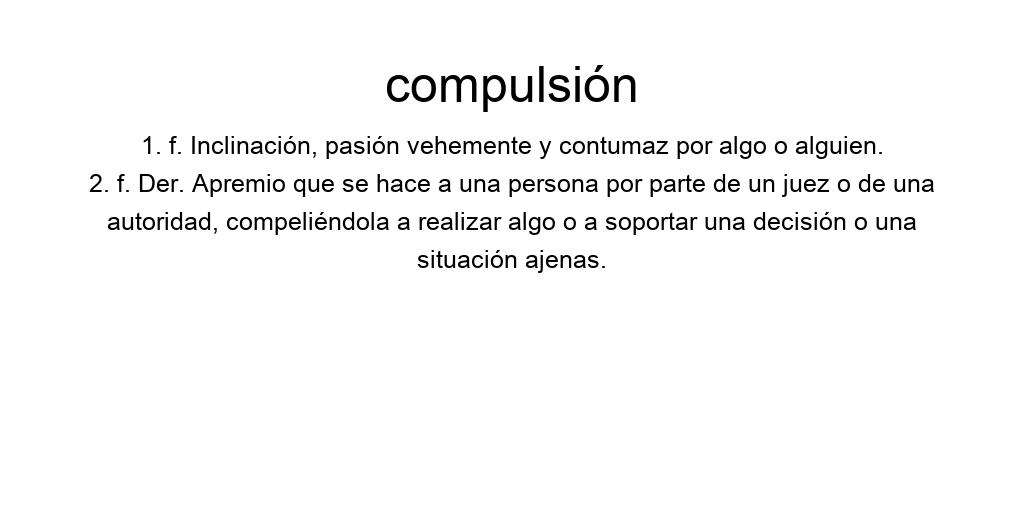 compulsión
1. f. Inclinación, pasión vehemente y contumaz por algo o alguien.
2. f. Der. Apremio que se hace a una persona por parte de un juez o de una
autoridad, compeliéndola a realizar algo o a soportar una decisión o una
situación ajenas.